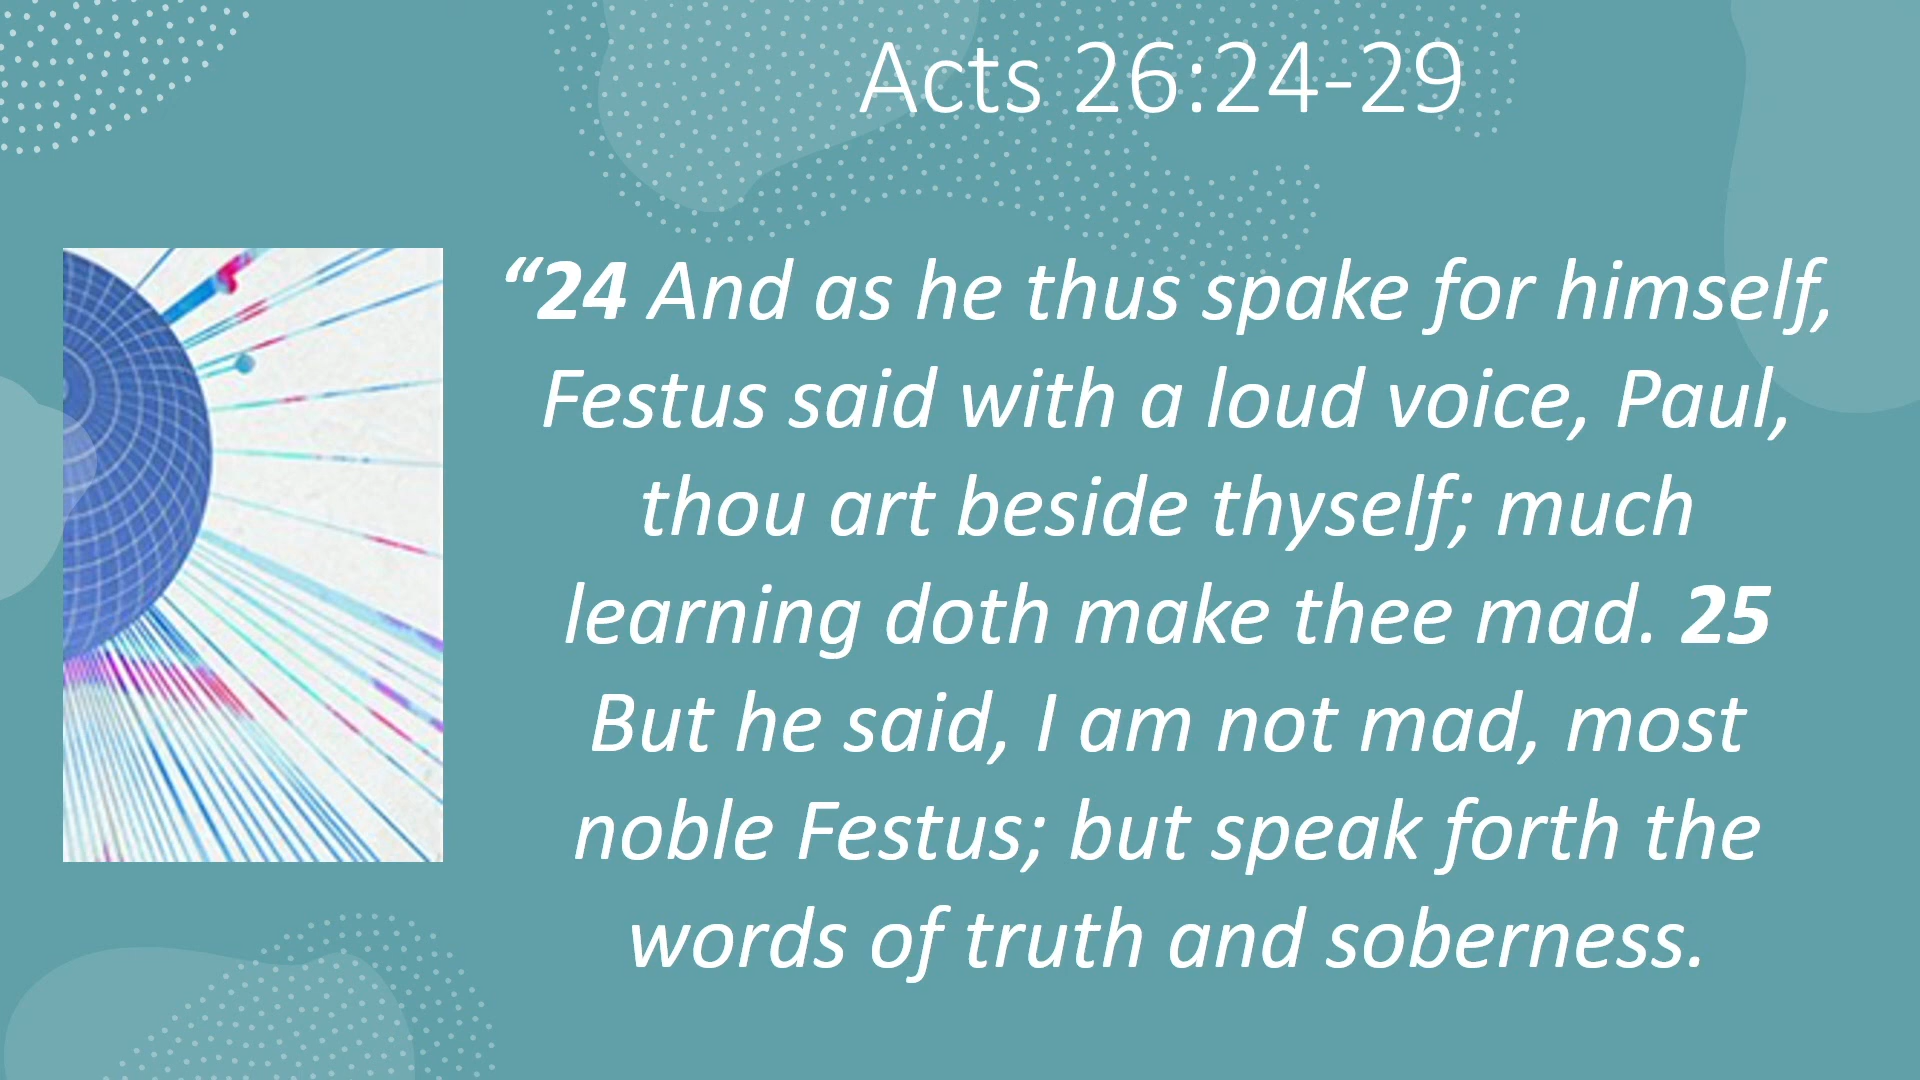 Acts 26:24-29
“24 And as he thus spake for himself,
Festus said with a loud voice, Paul,
thou art beside thyself; much
learning doth make thee mad. 25
But he said, I am not mad, most
noble Festus; but speak forth the
words of truth and soberness.